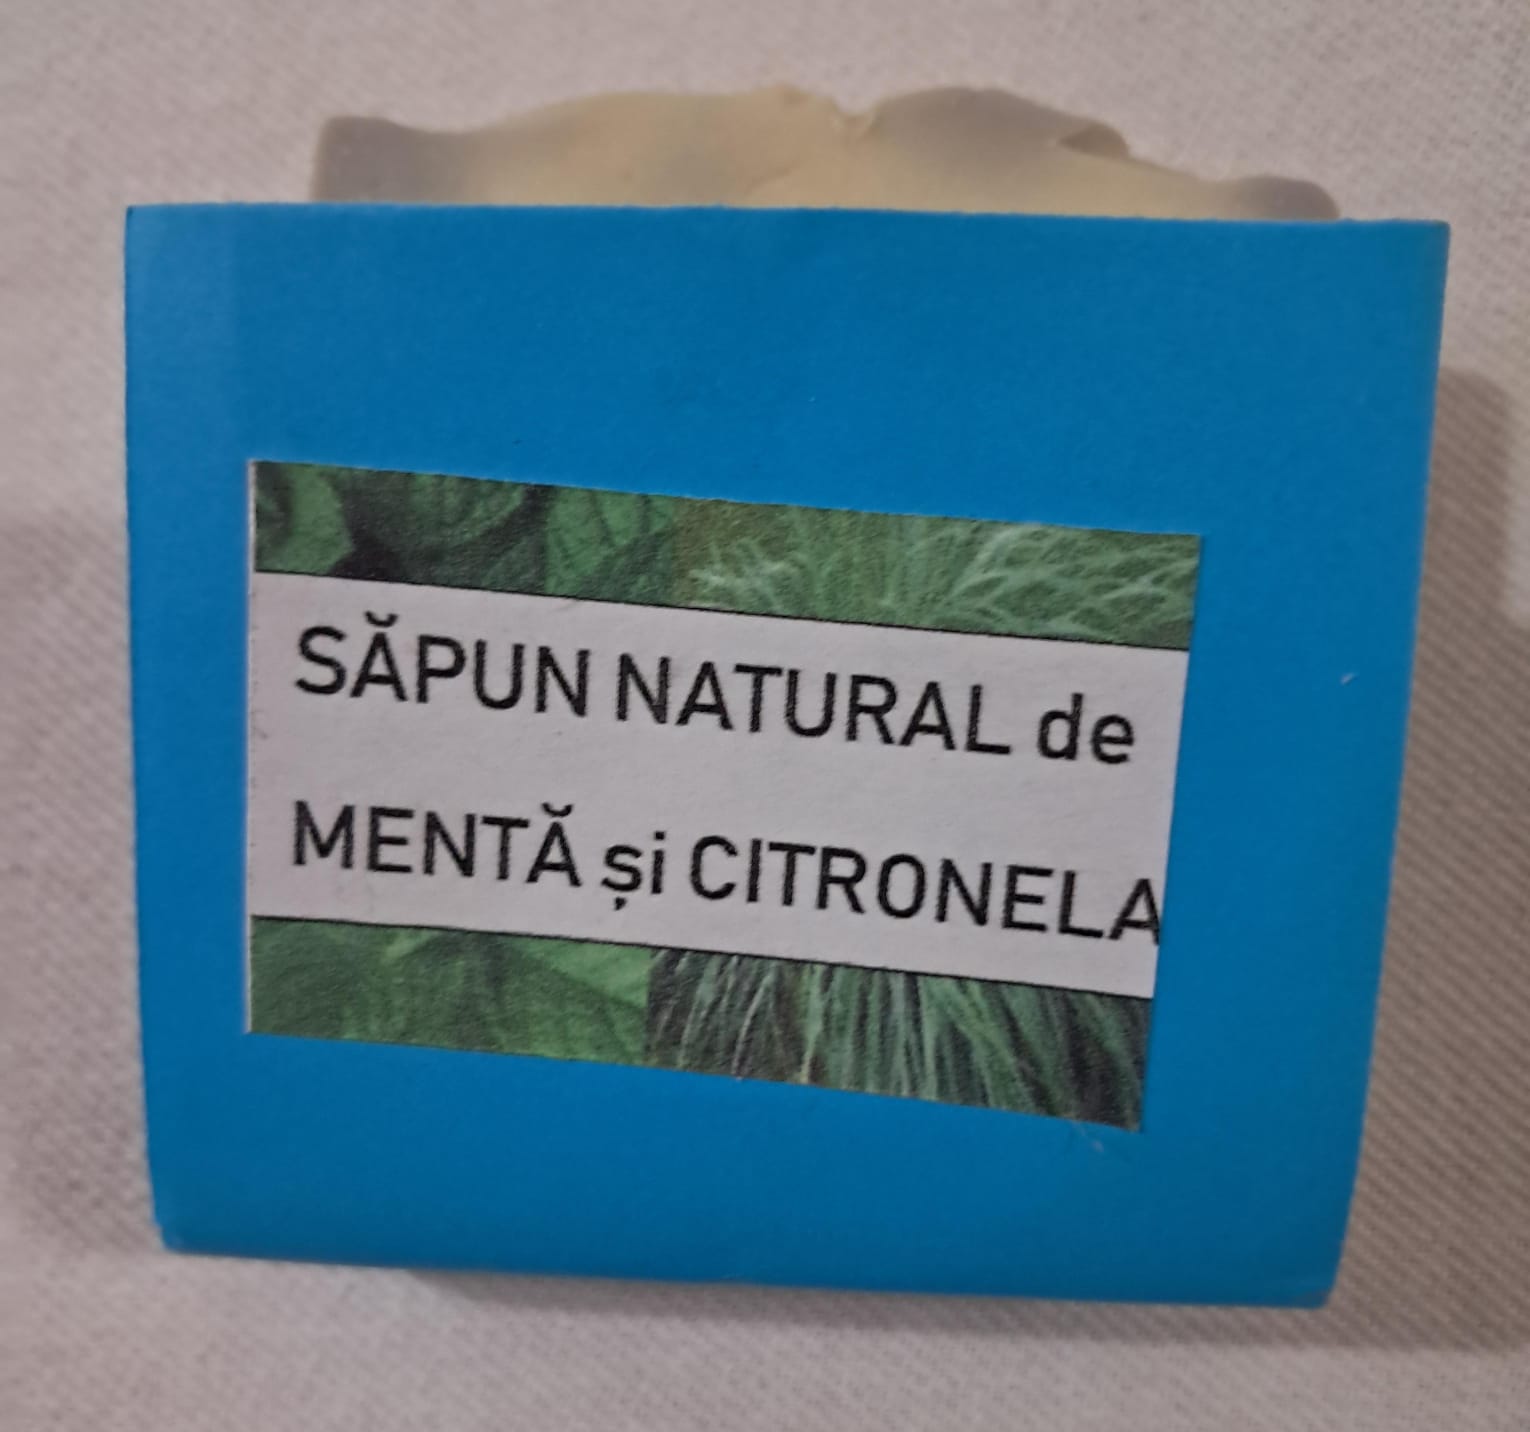 SĂPUN NATURAL de
MENTĂ și CITRONELA